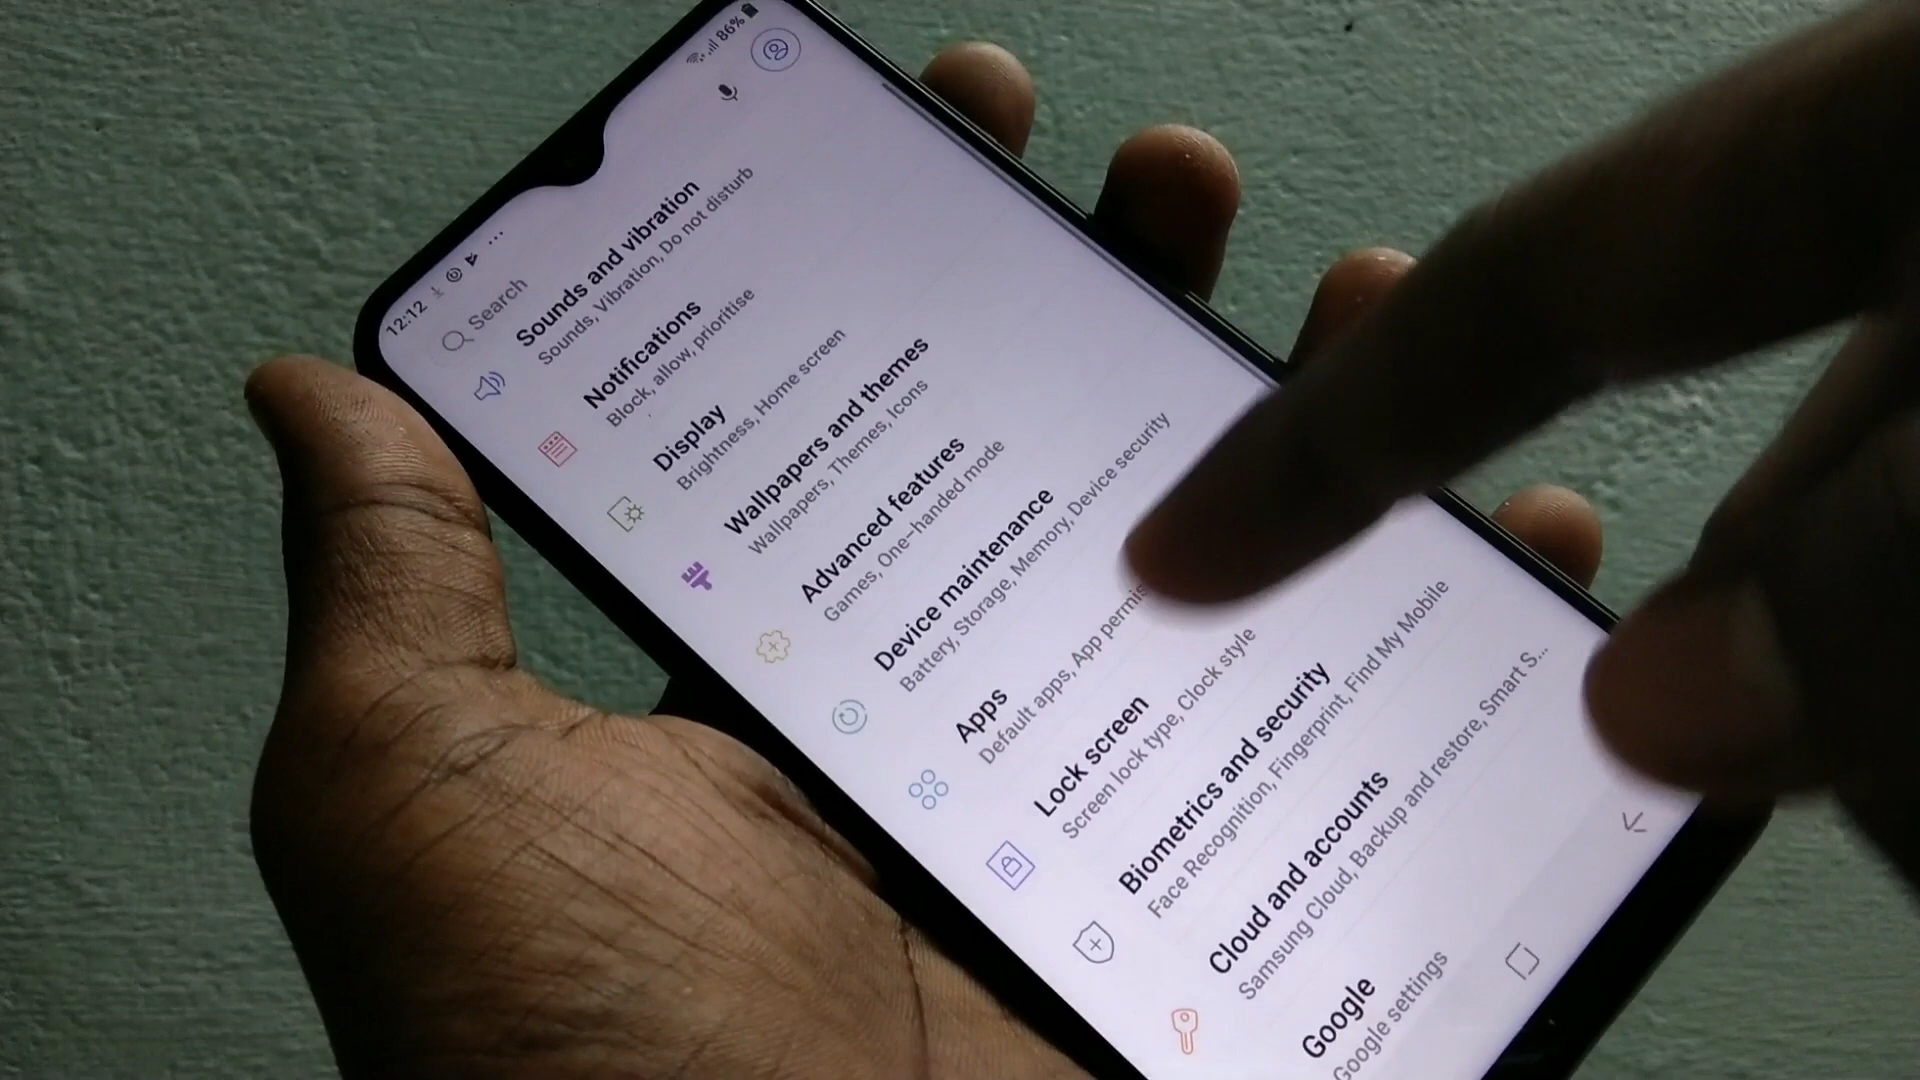 12:12
86%
Search
Sounds and vibration
Sounds, Vibration, Do not disturb
Notifications
Block, allow, prioritise
Display
Brightness, Home screen
Wallpapers and themes
Wallpapers, Themes, Icons
Advanced features
Games, One-handed mode
Device maintenance
Battery, Storage, Memory, Device security
Apps
Default apps, App permis
Lock screen
Screen lock type, Clock style
Biometrics and security
Face Recognition, Fingerprint, Find My Mobile
Cloud and accounts
Samsung Cloud, Backup and restore, Smart S...
Google
Google settings